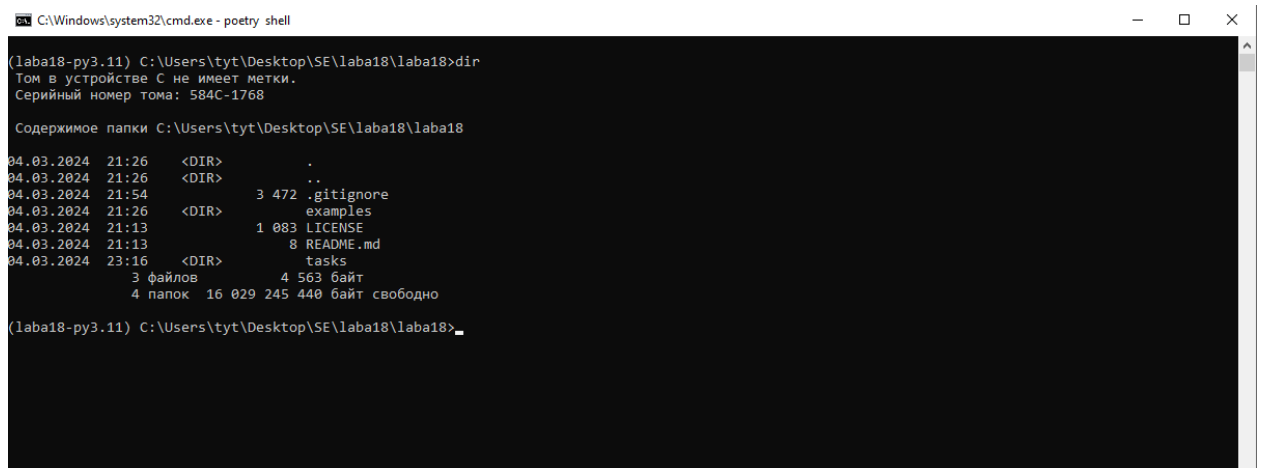 C:\Windows\system32\cmd.exe - poetry shell
(laba18-py3.11) C:\Users\tyt\Desktop\SE\laba18\laba18>dir
Том в устройстве C не имеет метки.
Серийный номер тома: 584C-1768
Содержимое папки C:\Users\tyt\Desktop\SE\laba18\laba18
04.03.2024  21:26    <DIR>          .
04.03.2024  21:26    <DIR>          ..
04.03.2024  21:54             3 472 .gitignore
04.03.2024  21:26    <DIR>          examples
04.03.2024  21:13             1 083 LICENSE
04.03.2024  21:13                 8 README.md
04.03.2024  23:16    <DIR>          tasks
3 файлов          4 563 байт
4 папок  16 029 245 440 байт свободно
(laba18-py3.11) C:\Users\tyt\Desktop\SE\laba18\laba18>